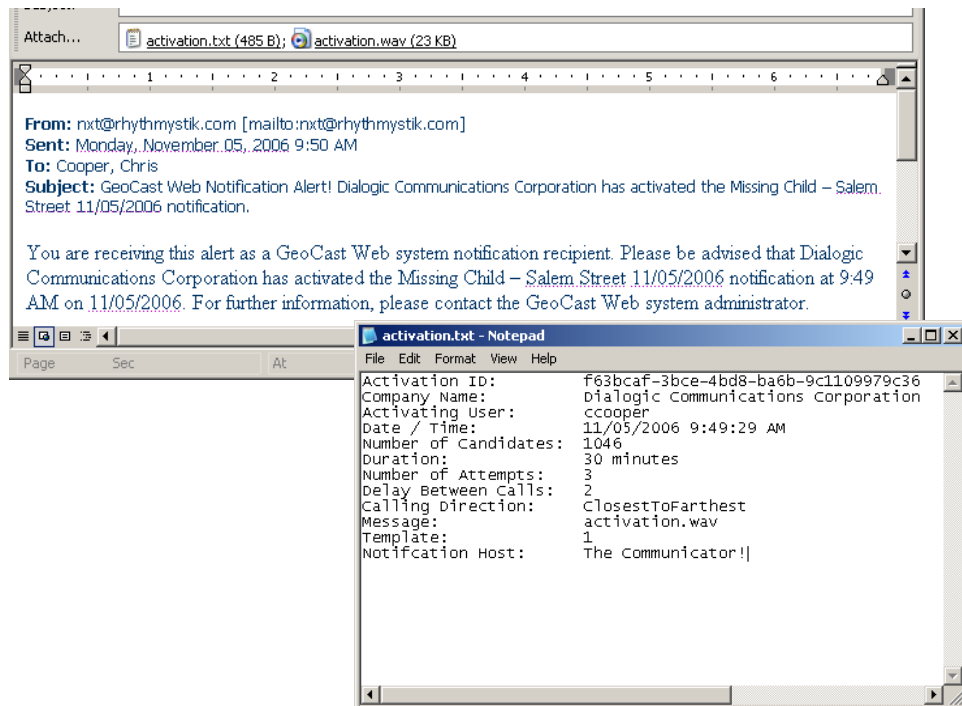 Attach... activation.txt (485 B); activation.wav (23 KB)
1 2 3 4 5 6
From: nxt@rhythmystik.com [mailto:nxt@rhythmystik.com]
Sent: Monday, November 05, 2006 9:50 AM
To: Cooper, Chris
Subject: GeoCast Web Notification Alert! Dialogic Communications Corporation has activated the Missing Child – Salem
Street 11/05/2006 notification.
You are receiving this alert as a GeoCast Web system notification recipient. Please be advised that Dialogic
Communications Corporation has activated the Missing Child – Salem Street 11/05/2006 notification at 9:49
AM on 11/05/2006. For further information, please contact the GeoCast Web system administrator.
Page Sec At
activation.txt - Notepad
File Edit Format View Help
Activation ID: f63bcaf-3bce-4bd8-ba6b-9c1109979c36
Company Name: Dialogic Communications Corporation
Activating User: ccooper
Date / Time: 11/05/2006 9:49:29 AM
Number of Candidates: 1046
Duration: 30 minutes
Number of Attempts: 3
Delay Between Calls: 2
Calling Direction: ClosestToFarthest
Message: activation.wav
Template: 1
Notifcation Host: The Communicator!